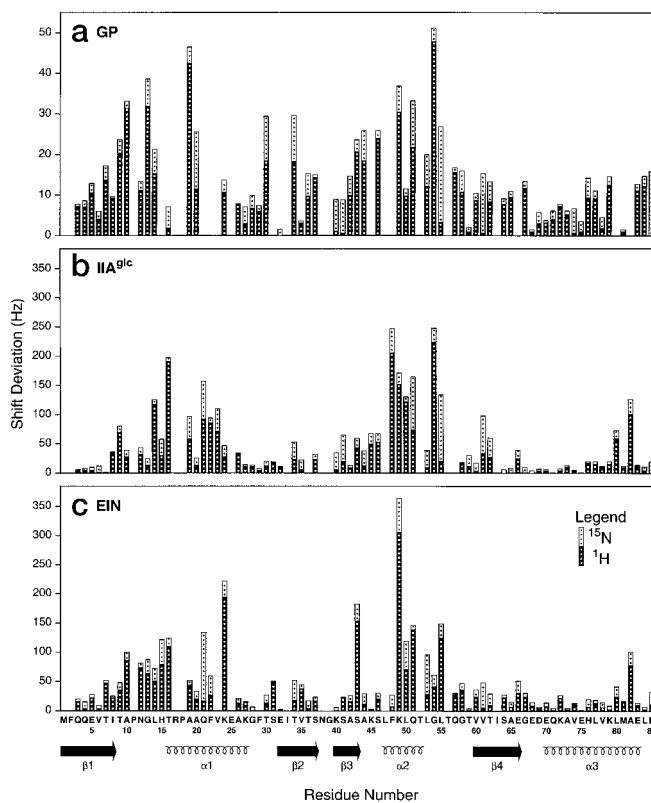 a GP
50
40
30
20
10
0
b IIAglc
350
300
250
200
150
100
50
0
Shift Deviation (Hz)
c EIN
350
300
250
200
150
100
50
0
Legend
15N
1H
MFQQEVTITAPNGLHTRPAAQFVKEAKGFTSEITVTSNGKSASAKSLFKLQTLGLTQGTVVTISAEGEDEQKAVEHLVKLMAEL
5 10 15 20 25 30 35 40 45 50 55 60 65 70 75 80
β1 α1 β2 β3 α2 β4 α3
Residue Number